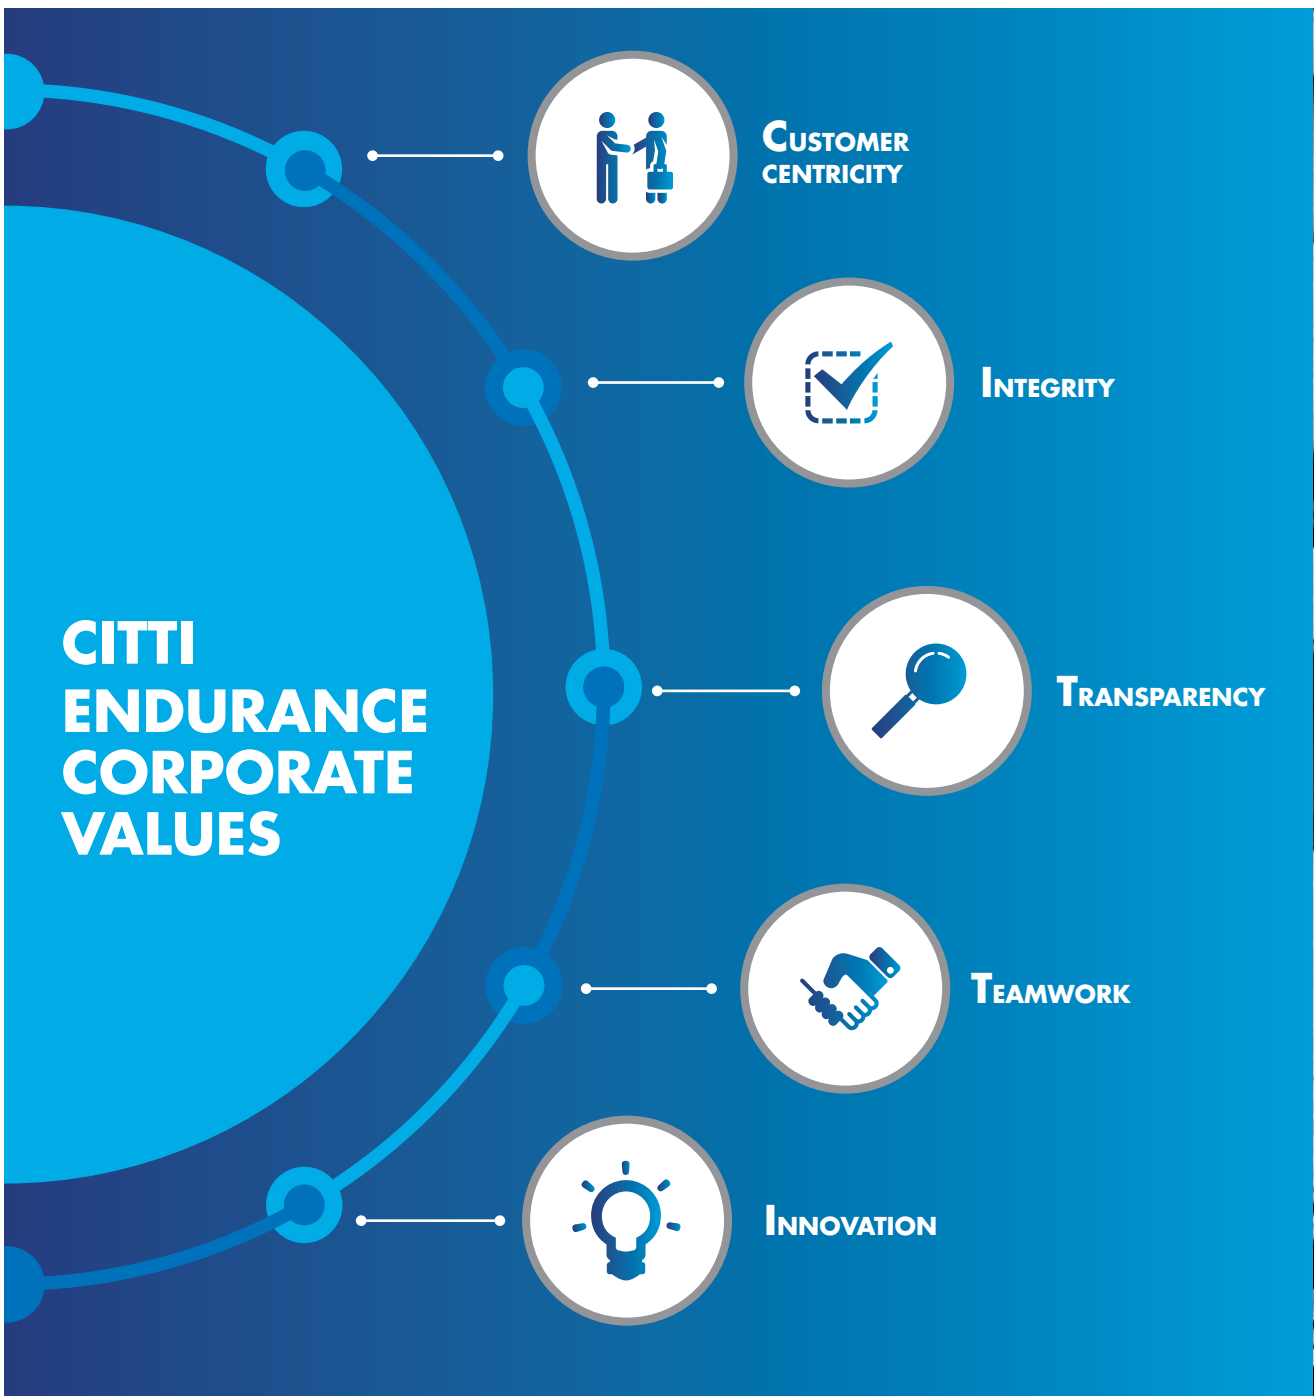 CUSTOMER
CENTRICITY
INTEGRITY
CITTI
ENDURANCE
CORPORATE
VALUES
TRANSPARENCY
TEAMWORK
INNOVATION